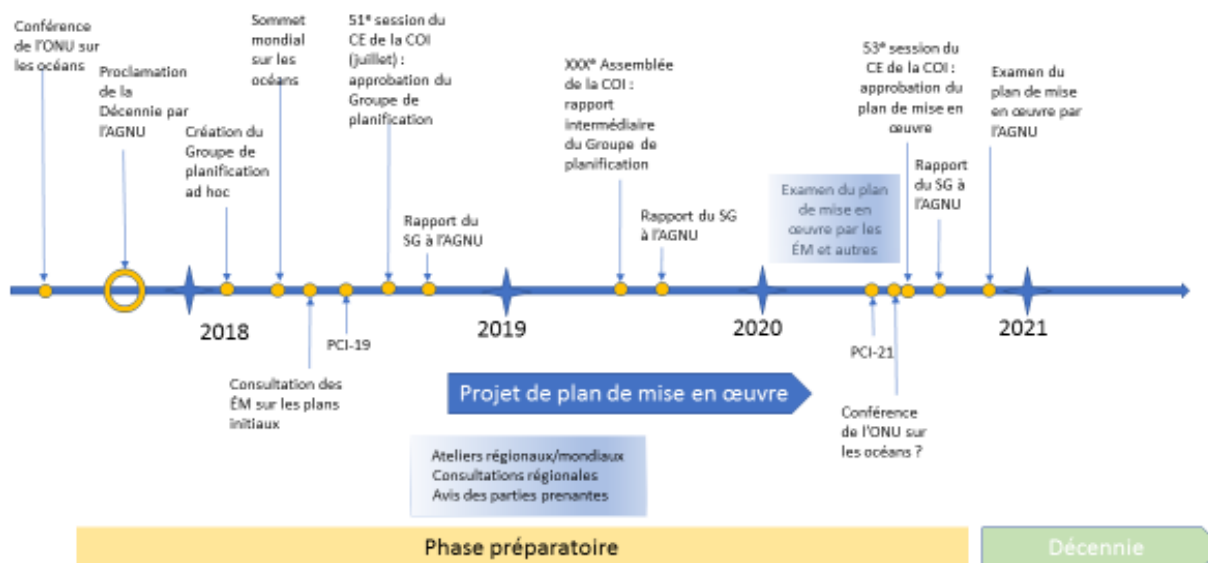 Conférence
de l'ONU sur
les océans
Proclamation
de la
Décennie par
l'AGNU
Création du
Groupe de
planification
ad hoc
Sommet
mondial
sur les
océans
51ᵉ session du
CE de la COI
(juillet) :
approbation du
Groupe de
planification
Rapport du
SG à l'AGNU
XXXᵉ Assemblée
de la COI :
rapport
intermédiaire
du Groupe de
planification
Rapport du SG
à l'AGNU
Examen du plan
de mise en
œuvre par les
ÉM et autres
53ᵉ session du
CE de la COI :
approbation du
plan de mise en
œuvre
Rapport
du SG à
l'AGNU
Examen du
plan de mise
en œuvre par
l'AGNU
2018
2019
2020
2021
Consultation des
ÉM sur les plans
initiaux
PCI-19
PCI-21
Conférence
de l'ONU sur
les océans ?
Projet de plan de mise en œuvre
Ateliers régionaux/mondiaux
Consultations régionales
Avis des parties prenantes
Phase préparatoire
Décennie